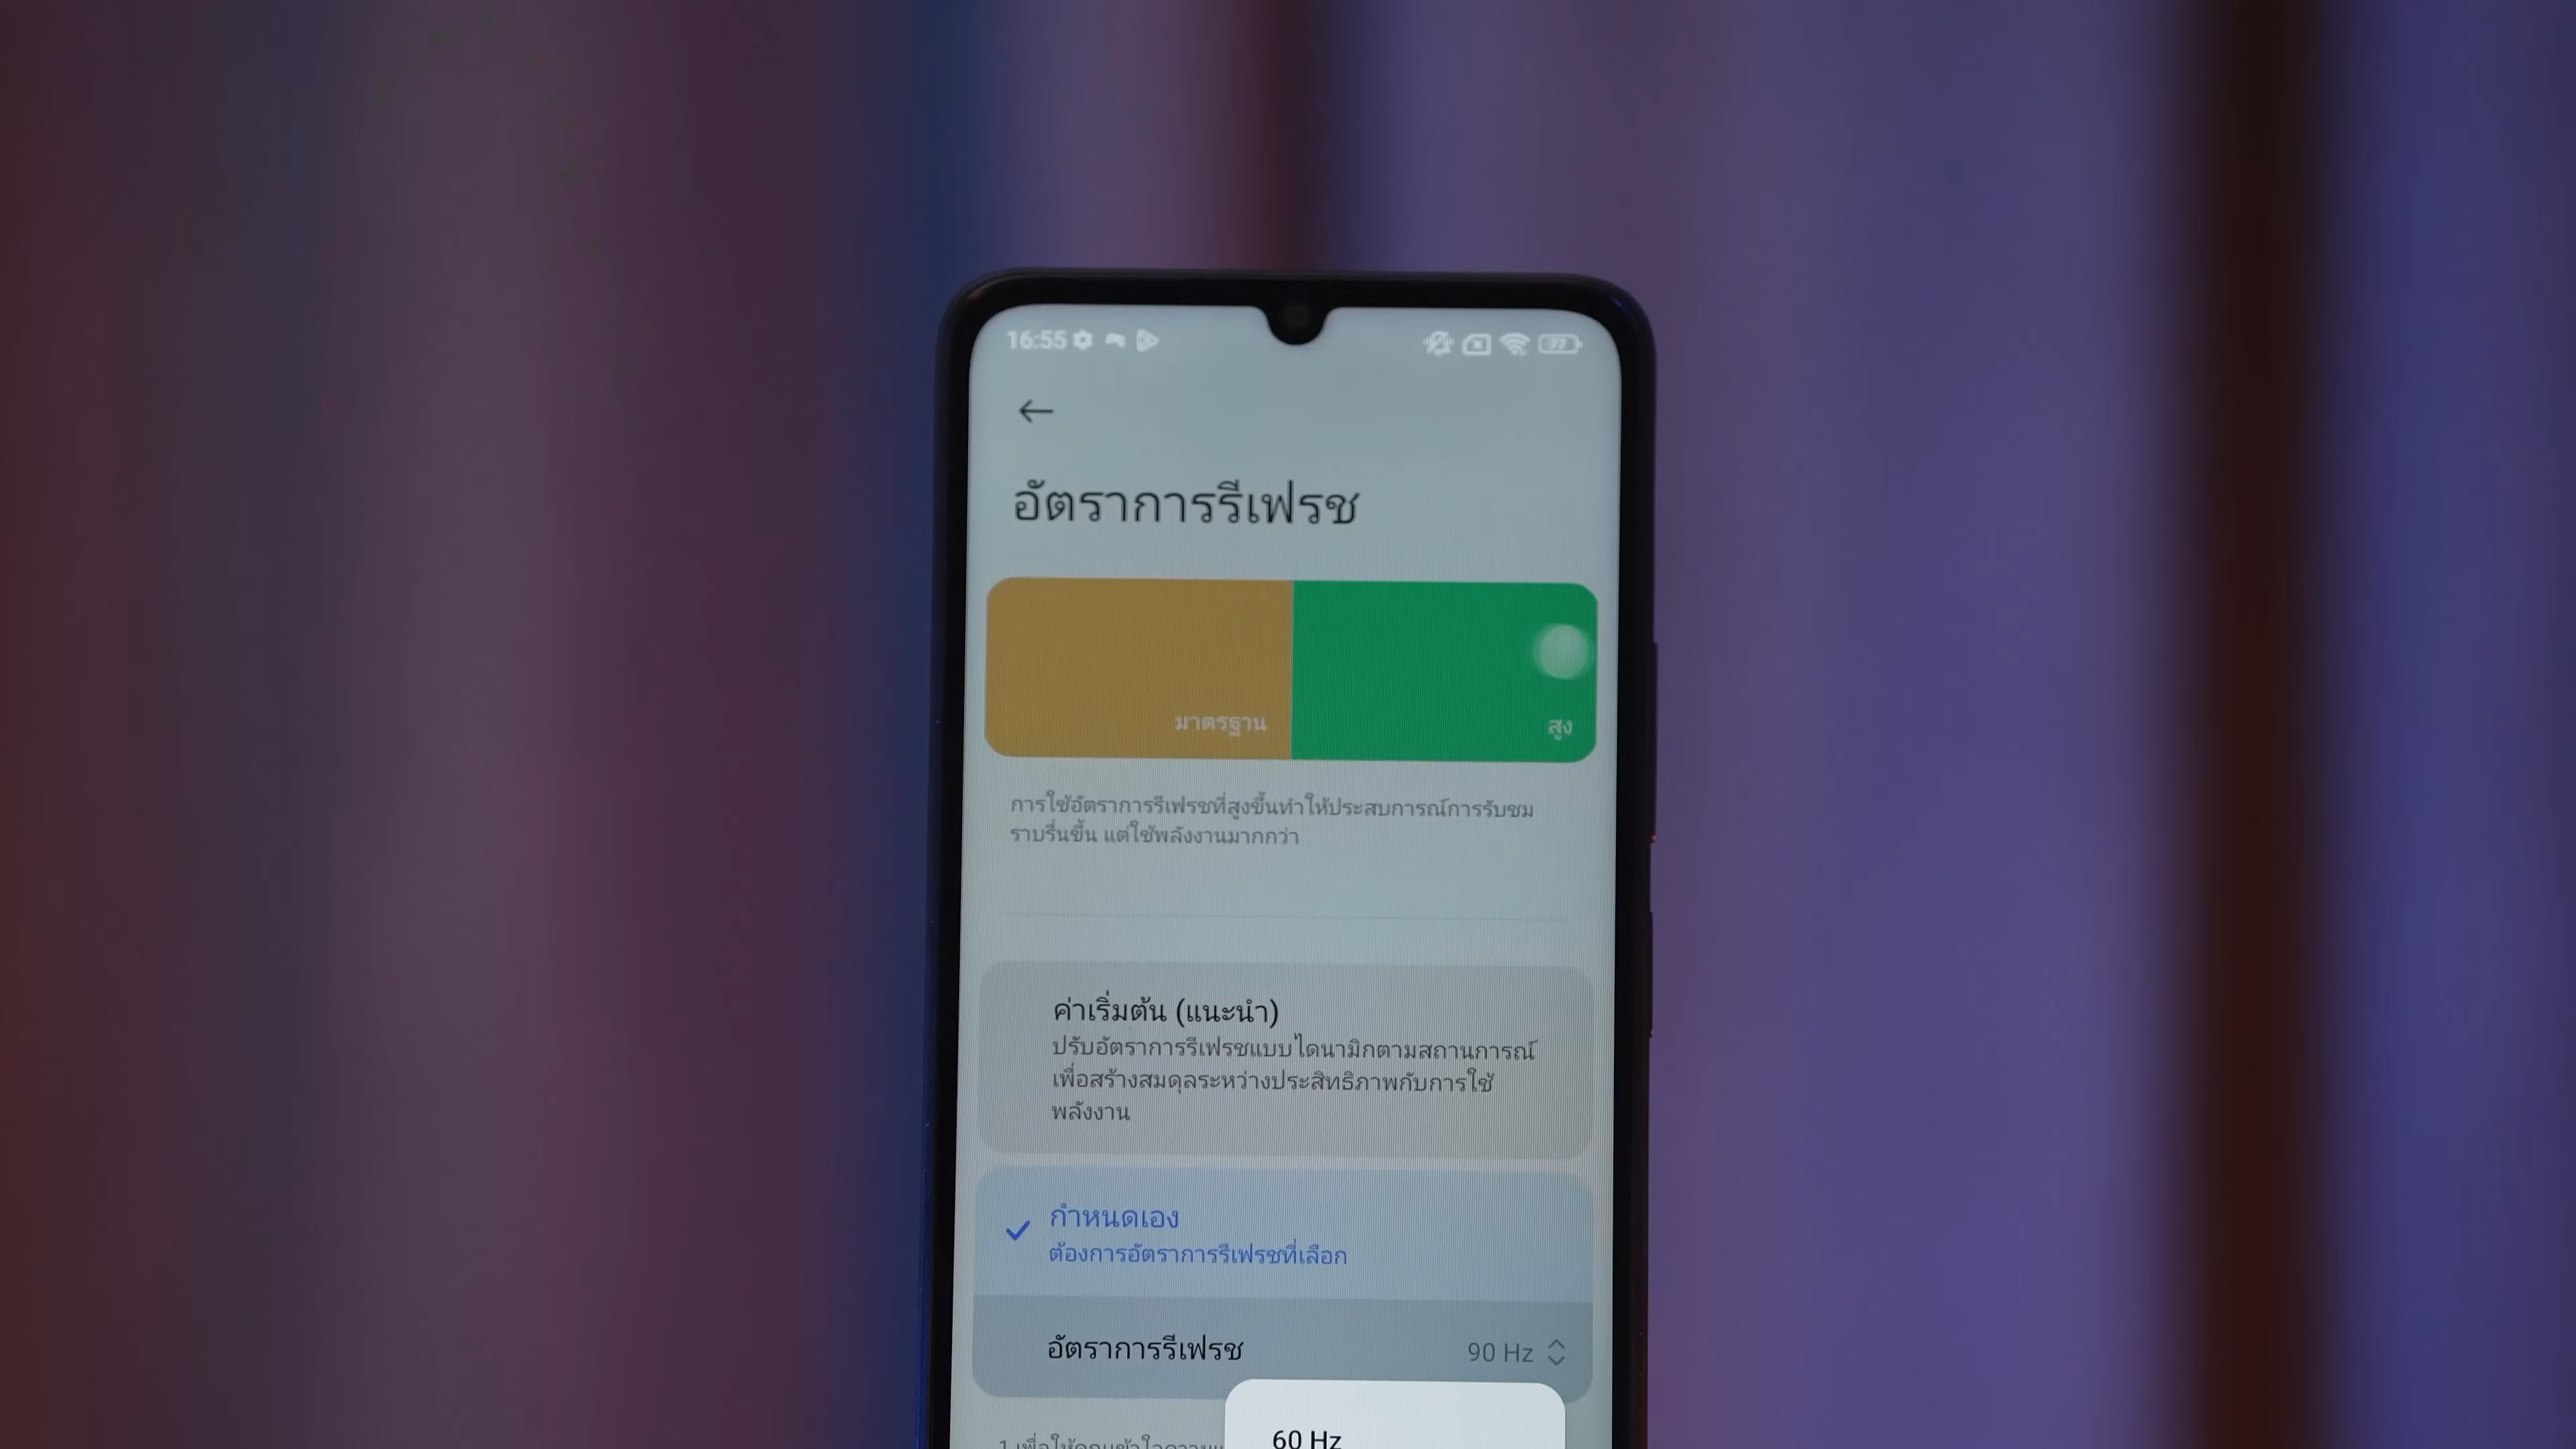 16:55
77
อัตราการรีเฟรช
มาตรฐาน
สูง
การใช้อัตราการรีเฟรชที่สูงขึ้นทำให้ประสบการณ์การรับชม
ราบรื่นขึ้น แต่ใช้พลังงานมากกว่า
ค่าเริ่มต้น (แนะนำ)
ปรับอัตราการรีเฟรชแบบไดนามิกตามสถานการณ์
เพื่อสร้างสมดุลระหว่างประสิทธิภาพกับการใช้
พลังงาน
กำหนดเอง
ต้องการอัตราการรีเฟรชที่เลือก
อัตราการรีเฟรช 90 Hz
60 Hz